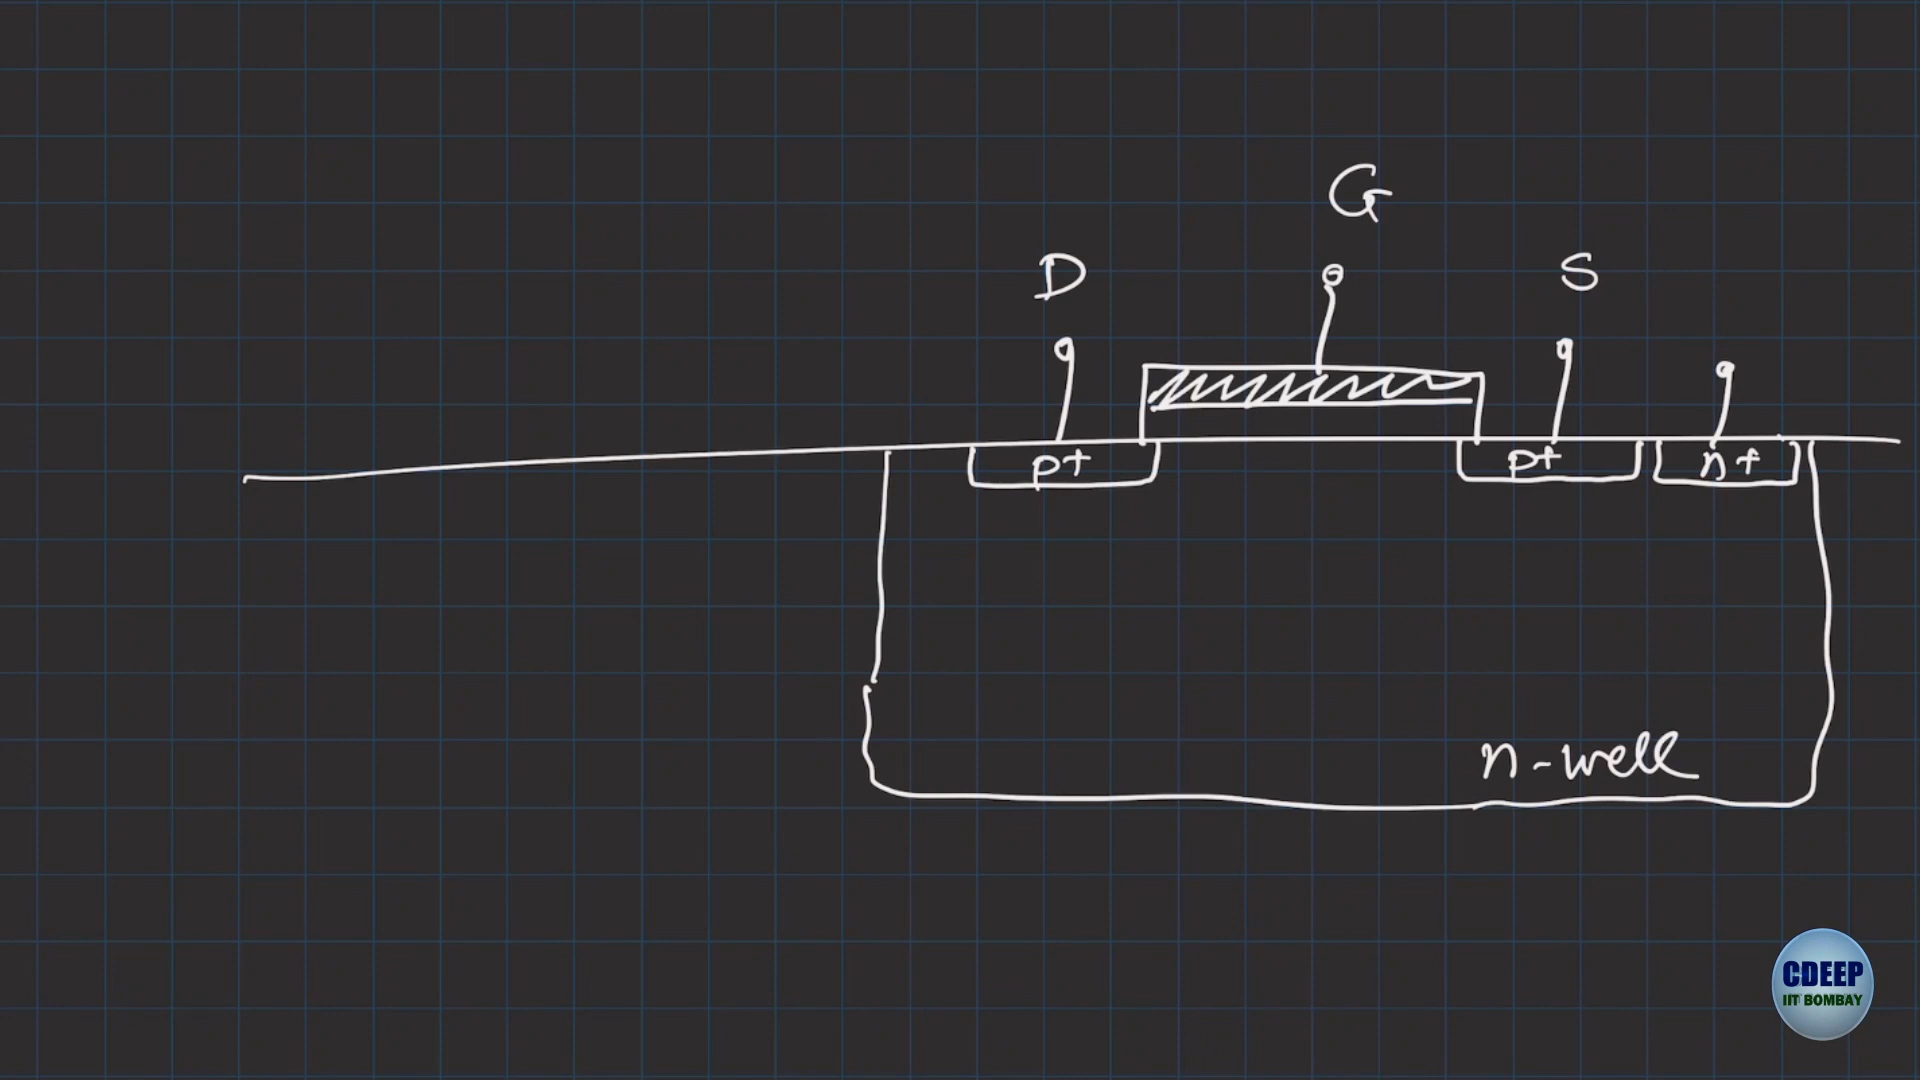 G
D
S
p+
p+
n+
n-well
CDEEP
IIT BOMBAY